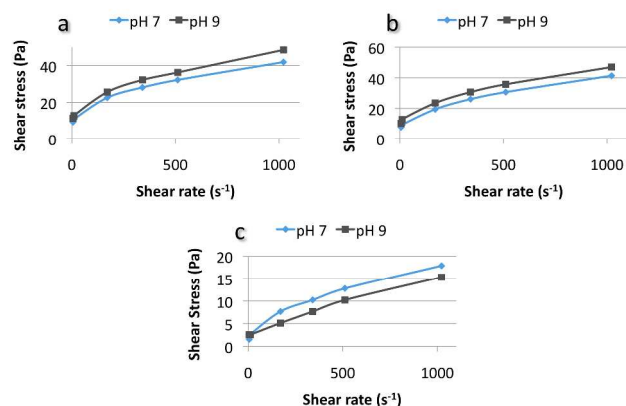 a
pH 7 pH 9
Shear stress (Pa)
40
20
0
0 500 1000
Shear rate (s-1)
b
pH 7 pH 9
Shear stress (Pa)
60
40
20
0
0 500 1000
Shear rate (s-1)
c
pH 7 pH 9
Shear Stress (Pa)
20
15
10
5
0
0 500 1000
Shear rate (s-1)